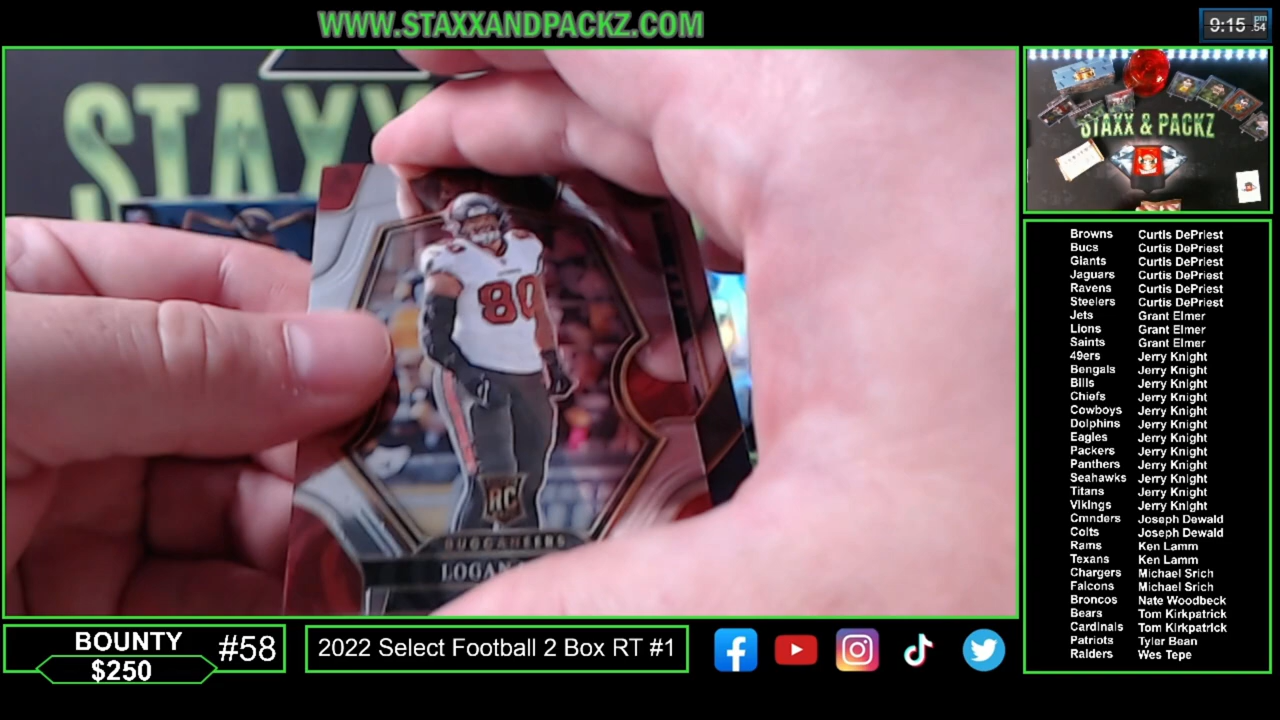 WWW.STAXXANDPACKZ.COM
9:15 pm .54
STAXX
80
RC
BUCCANEERS
LOGAN
STAXX & PACKZ
Browns Curtis DePriest
Bucs Curtis DePriest
Giants Curtis DePriest
Jaguars Curtis DePriest
Ravens Curtis DePriest
Steelers Curtis DePriest
Jets Grant Elmer
Lions Grant Elmer
Saints Grant Elmer
49ers Jerry Knight
Bengals Jerry Knight
Bills Jerry Knight
Chiefs Jerry Knight
Cowboys Jerry Knight
Dolphins Jerry Knight
Eagles Jerry Knight
Packers Jerry Knight
Panthers Jerry Knight
Seahawks Jerry Knight
Titans Jerry Knight
Vikings Jerry Knight
Cmnders Joseph Dewald
Colts Joseph Dewald
Rams Ken Lamm
Texans Ken Lamm
Chargers Michael Srich
Falcons Michael Srich
Broncos Nate Woodbeck
Bears Tom Kirkpatrick
Cardinals Tom Kirkpatrick
Patriots Tyler Bean
Raiders Wes Tepe
BOUNTY #58
$250
2022 Select Football 2 Box RT #1